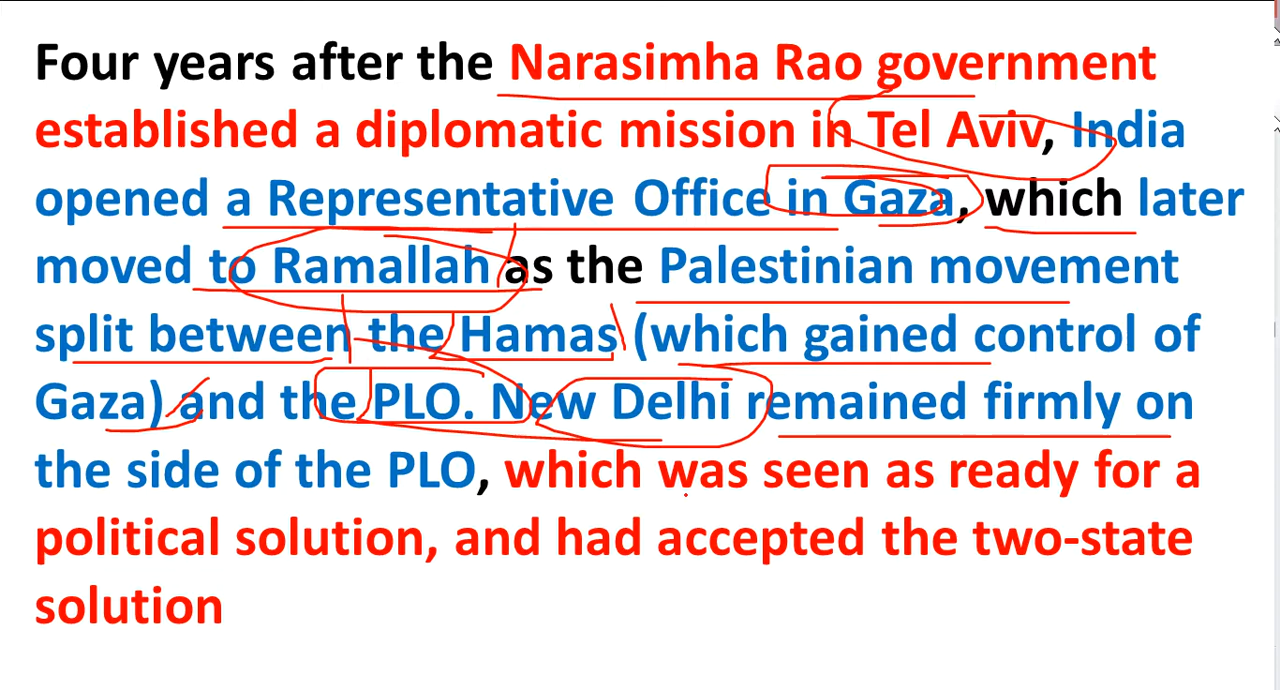 Four years after the Narasimha Rao government
established a diplomatic mission in Tel Aviv, India
opened a Representative Office in Gaza, which later
moved to Ramallah as the Palestinian movement
split between the Hamas (which gained control of
Gaza) and the PLO. New Delhi remained firmly on
the side of the PLO, which was seen as ready for a
political solution, and had accepted the two-state
solution